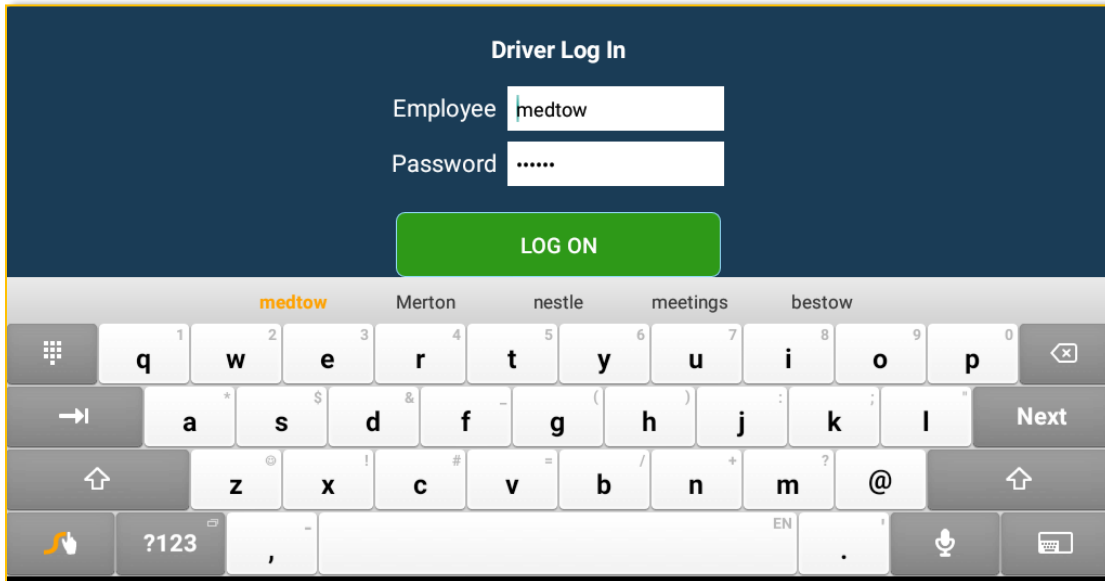 Driver Log In
Employee medtow
Password ••••••
LOG ON
medtow Merton nestle meetings bestow
1 2 3 4 5 6 7 8 9 0
q w e r t y u i o p
* $ & _ ( ) : ; "
a s d f g h j k l Next
☺ ! # = / + ?
z x c v b n m @
- EN '
?123 , .